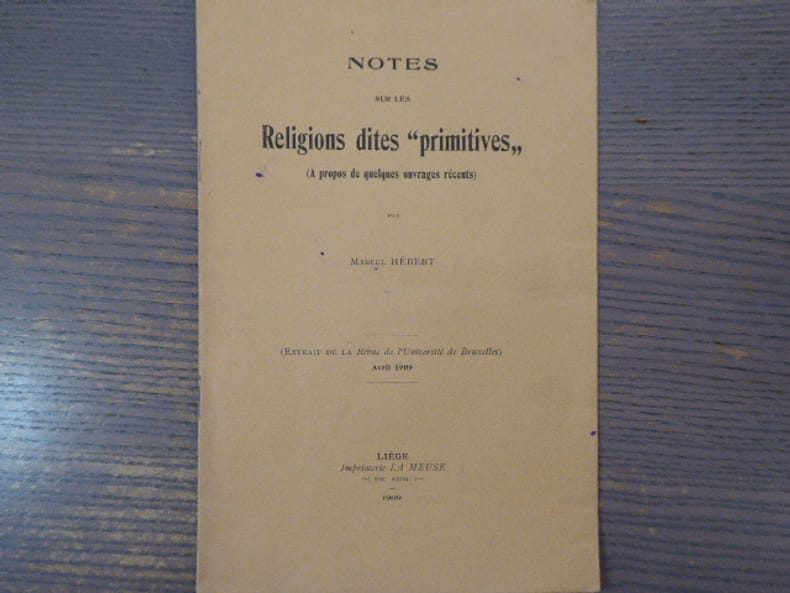 NOTES
SUR LES
Religions dites “primitives„
(A propos de quelques ouvrages récents)
PAR
MARCEL HÉBERT
(EXTRAIT DE LA Revue de l'Université de Bruxelles)
Avril 1909
LIÉGE
Imprimerie LA MEUSE
1909